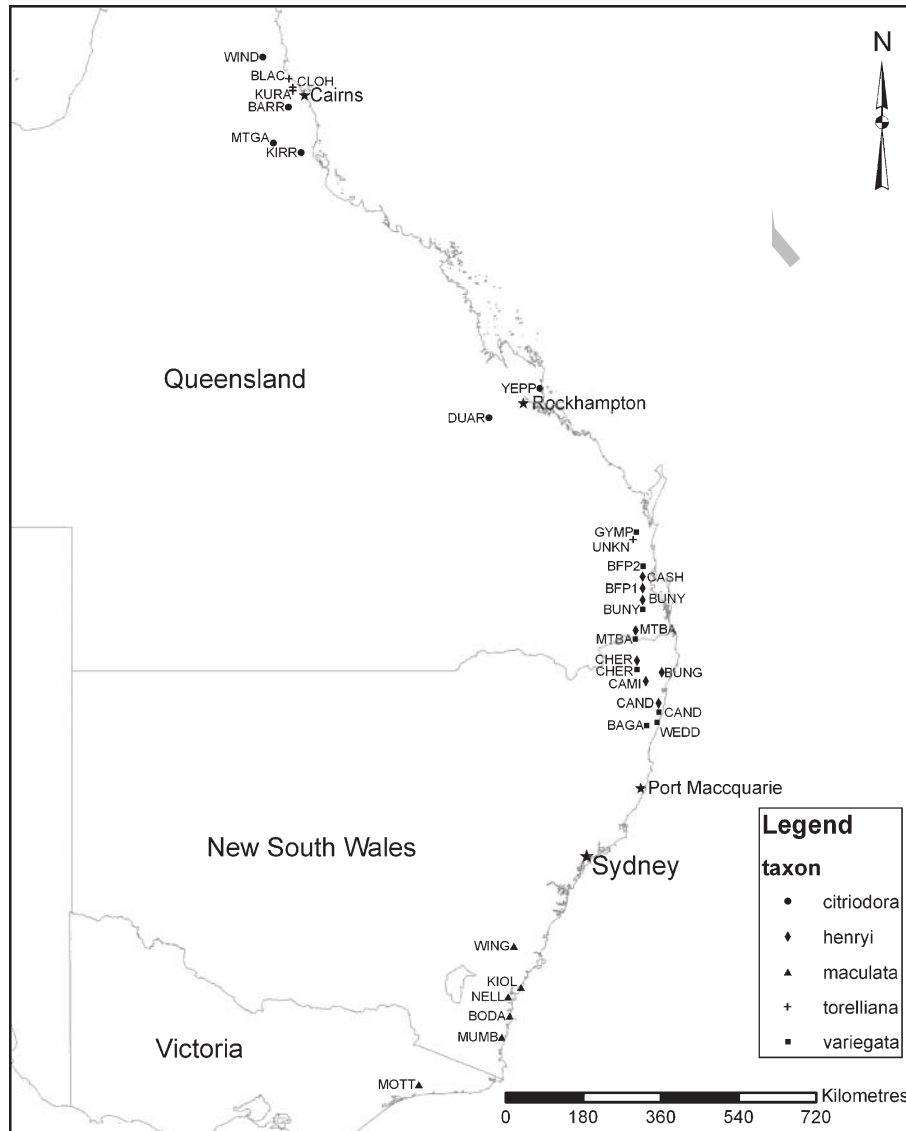 N
WIND
BLAC
CLOH
KURA
Cairns
BARR
MTGA
KIRR
Queensland
YEPP
Rockhampton
DUAR
GYMP
UNKN
BFP2
CASH
BFP1
BUNY
BUNY
MTBA
MTBA
CHER
CHER
BUNG
CAMI
CAND
CAND
BAGA
WEDD
Port Maccquarie
New South Wales
Sydney
WING
KIOL
NELL
BODA
MUMB
Victoria
MOTT
Legend
taxon
citriodora
henryi
maculata
torelliana
variegata
Kilometres
0 180 360 540 720